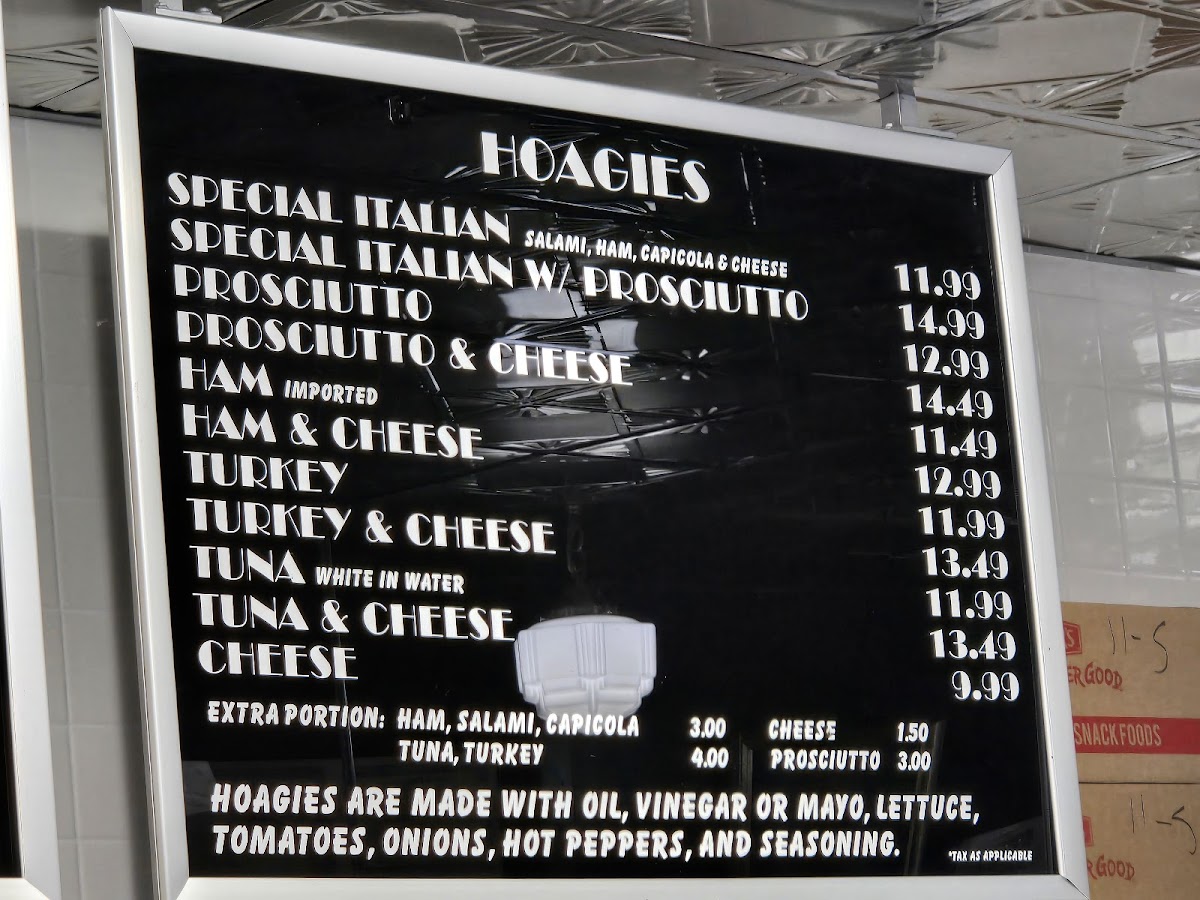 HOAGIES
SPECIAL ITALIAN SALAMI, HAM, CAPICOLA & CHEESE 11.99
SPECIAL ITALIAN W/ PROSCIUTTO 14.99
PROSCIUTTO 12.99
PROSCIUTTO & CHEESE 14.49
HAM IMPORTED 11.49
HAM & CHEESE 12.99
TURKEY 11.99
TURKEY & CHEESE 13.49
TUNA WHITE IN WATER 11.99
TUNA & CHEESE 13.49
CHEESE 9.99
EXTRA PORTION: HAM, SALAMI, CAPICOLA 3.00 CHEESE 1.50
TUNA, TURKEY 4.00 PROSCIUTTO 3.00
HOAGIES ARE MADE WITH OIL, VINEGAR OR MAYO, LETTUCE,
TOMATOES, ONIONS, HOT PEPPERS, AND SEASONING.
*TAX AS APPLICABLE
11-5
GOOD
SNACK FOODS
11-5
GOOD